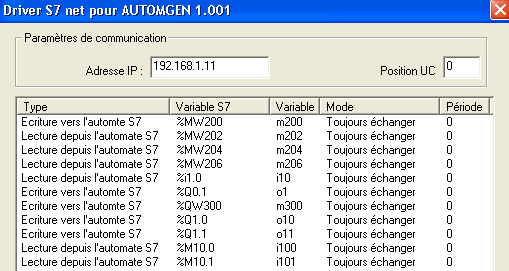 Driver S7 net pour AUTOMGEN 1.001
Paramètres de communication
Adresse IP : 192.168.1.11 Position UC 0
Type Variable S7 Variable Mode Période
Ecriture vers l'automte S7 %MW200 m200 Toujours échanger 0
Lecture depuis l'automate S7 %MW202 m202 Toujours échanger 0
Lecture depuis l'automate S7 %MW204 m204 Toujours échanger 0
Lecture depuis l'automate S7 %MW206 m206 Toujours échanger 0
Lecture depuis l'automate S7 %i1.0 i10 Toujours échanger 0
Ecriture vers l'automte S7 %Q0.1 o1 Toujours échanger 0
Ecriture vers l'automte S7 %QW300 m300 Toujours échanger 0
Ecriture vers l'automte S7 %Q1.0 o10 Toujours échanger 0
Ecriture vers l'automte S7 %Q1.1 o11 Toujours échanger 0
Lecture depuis l'automate S7 %M10.0 i100 Toujours échanger 0
Lecture depuis l'automate S7 %M10.1 i101 Toujours échanger 0